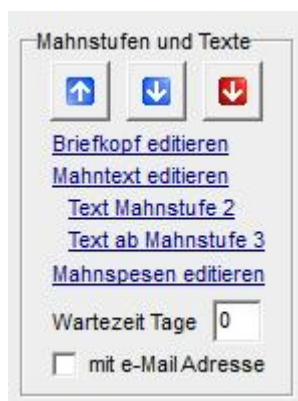 Mahnstufen und Texte
Briefkopf editieren
Mahntext editieren
Text Mahnstufe 2
Text ab Mahnstufe 3
Mahnspesen editieren
Wartezeit Tage 0
mit e-Mail Adresse